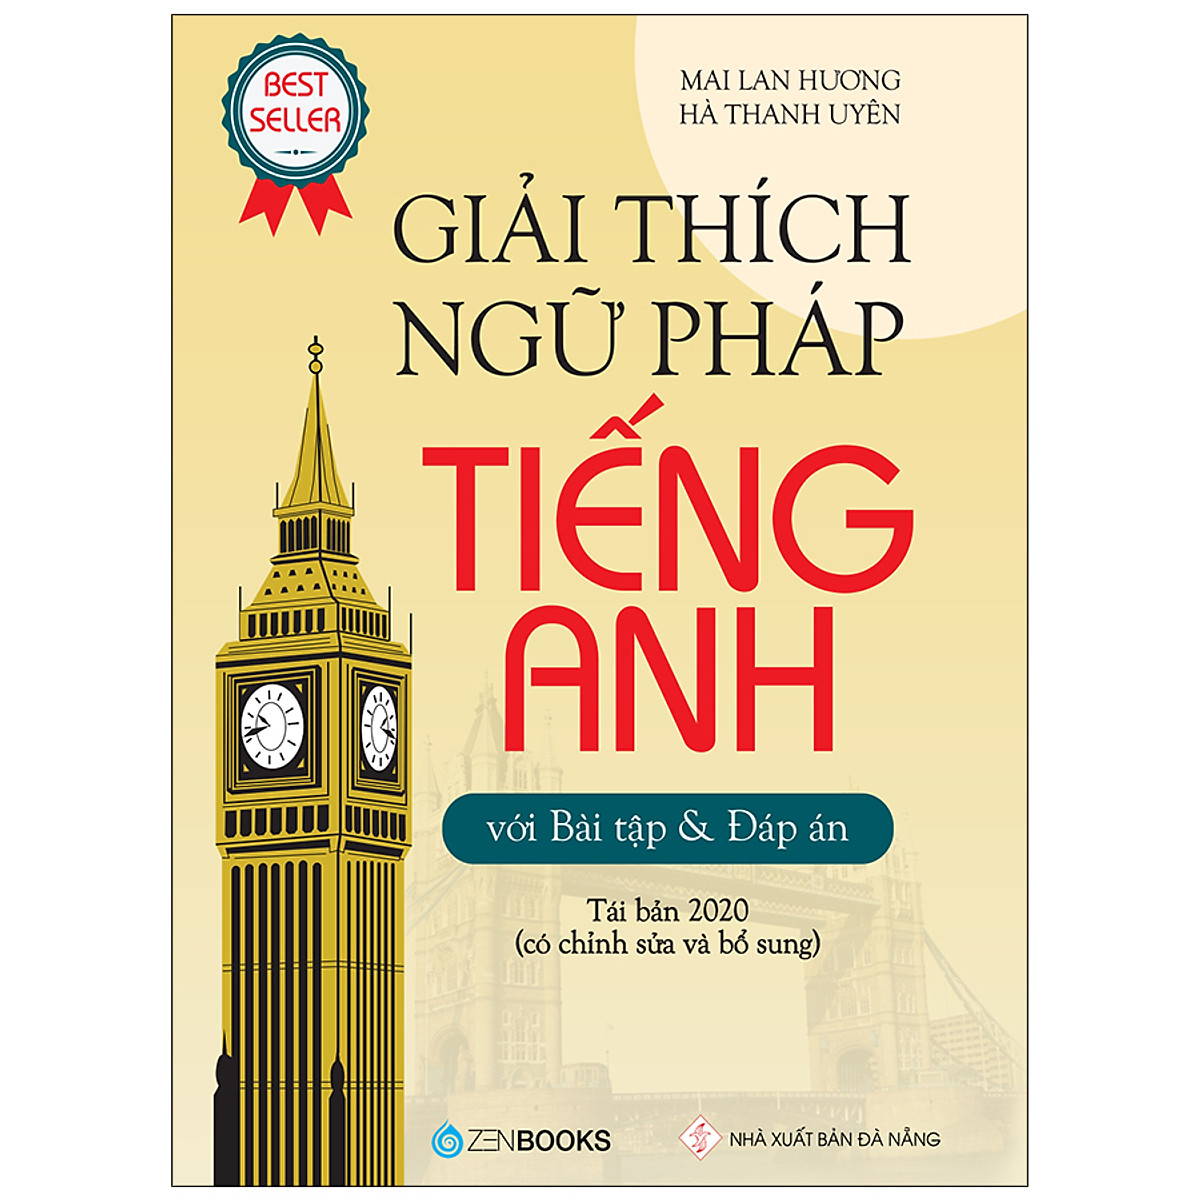 BEST
SELLER
MAI LAN HƯƠNG
HÀ THANH UYÊN
GIẢI THÍCH
NGỮ PHÁP
TIẾNG
ANH
với Bài tập & Đáp án
Tái bản 2020
(có chỉnh sửa và bổ sung)
ZENBOOKS
NHÀ XUẤT BẢN ĐÀ NẴNG